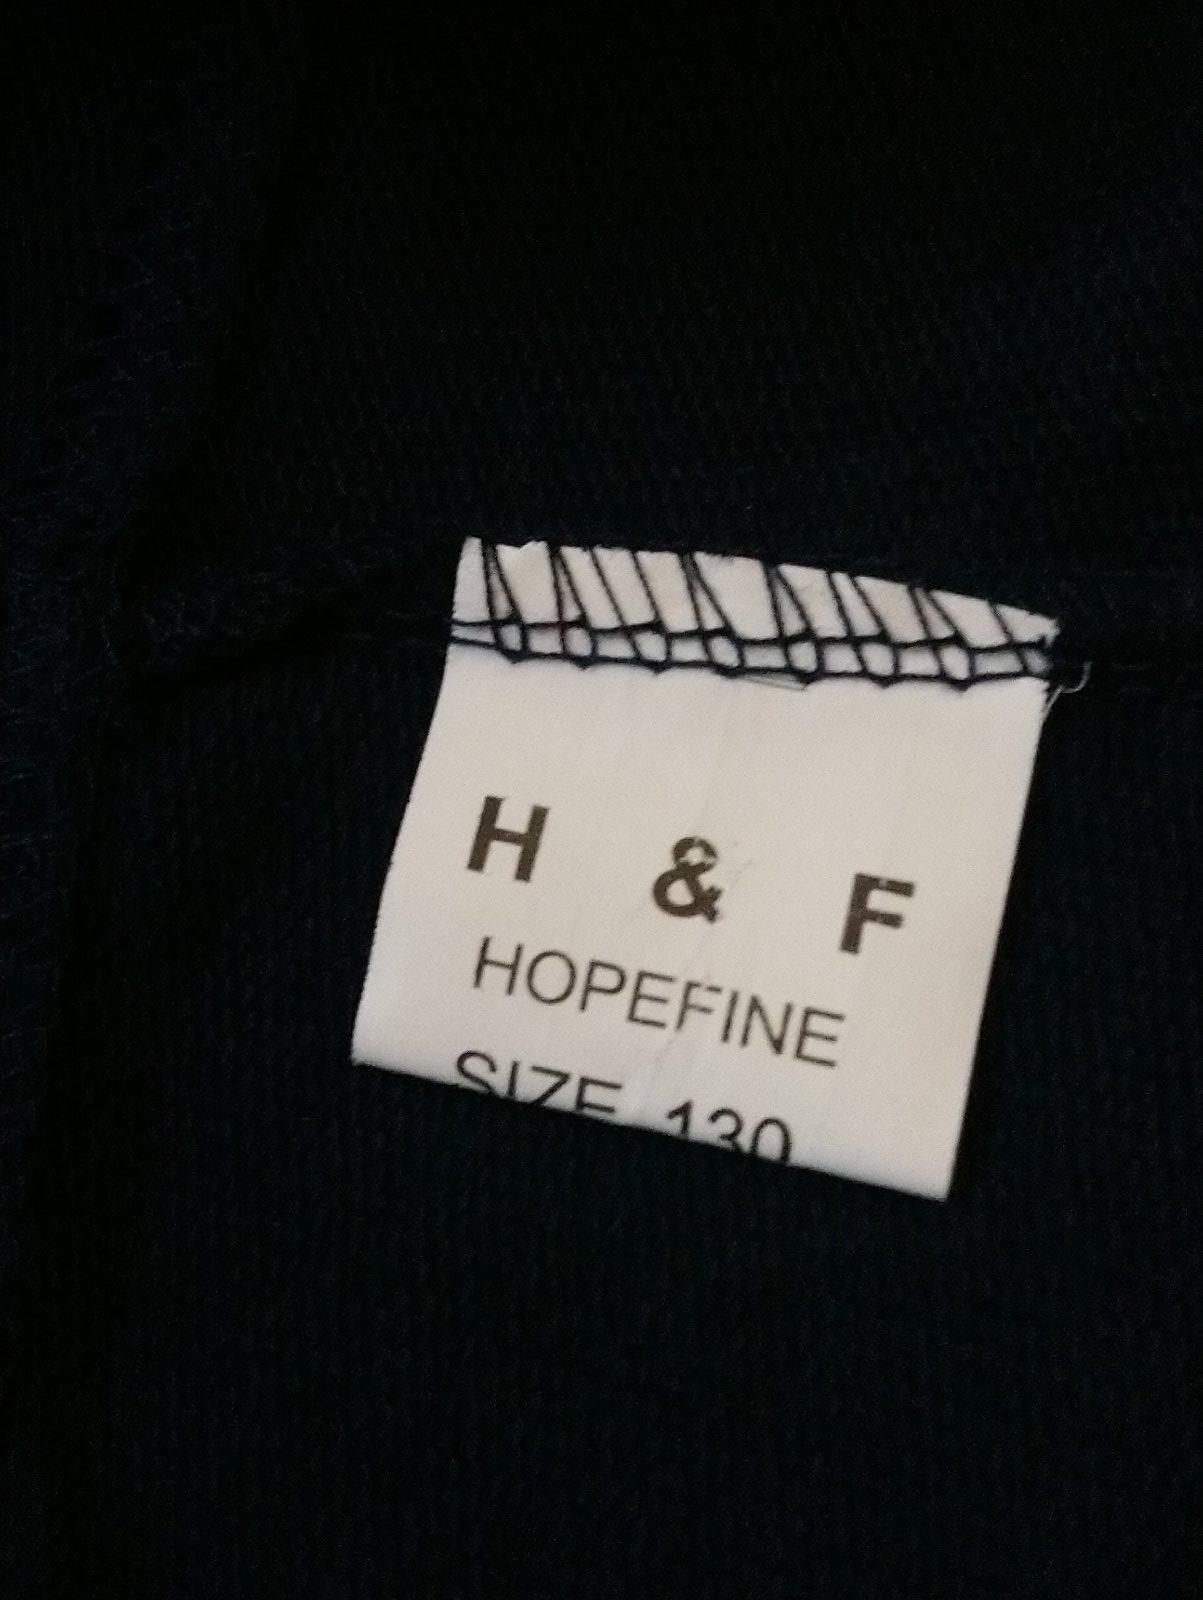 H & F
HOPEFINE
SIZE 130